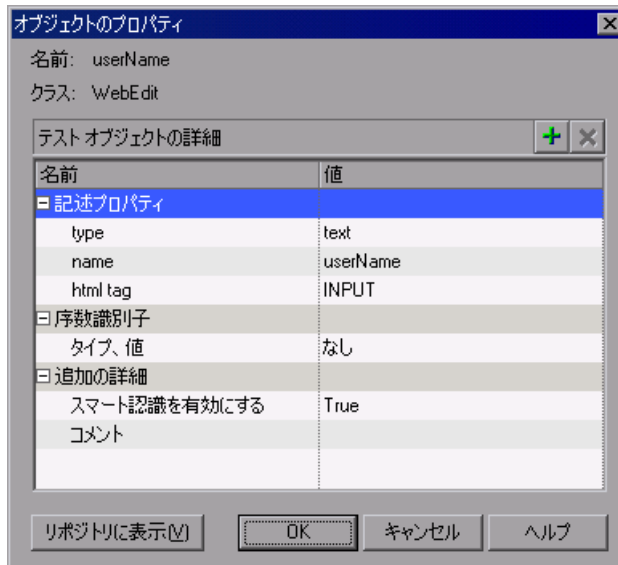 オブジェクトのプロパティ
名前: userName
クラス: WebEdit
テスト オブジェクトの詳細
名前 値
記述プロパティ
type text
name userName
html tag INPUT
序数識別子
タイプ、値 なし
追加の詳細
スマート認識を有効にする True
コメント
リポジトリに表示(V) OK キャンセル ヘルプ